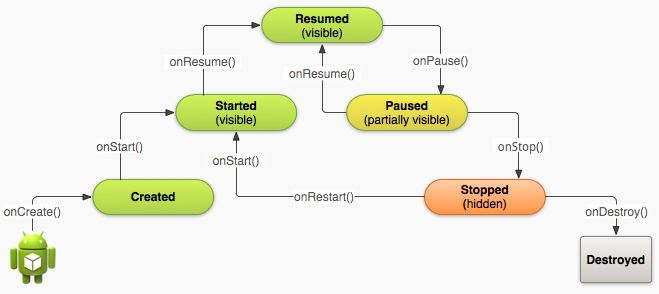 Resumed
(visible)
onResume()
onResume()
onPause()
Started
(visible)
Paused
(partially visible)
onStart()
onStart()
onStop()
Created
onRestart()
Stopped
(hidden)
onCreate()
onDestroy()
Destroyed